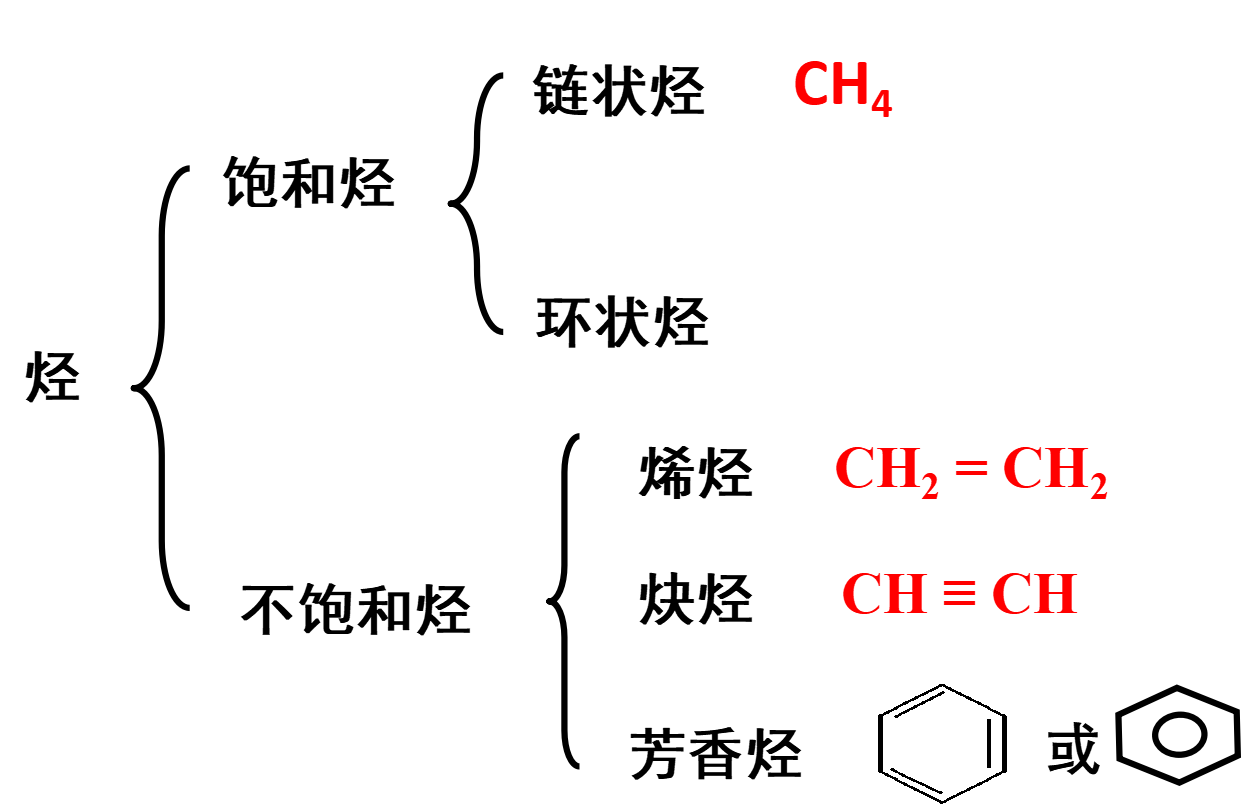 链状烃 CH₄
饱和烃
环状烃
烃
烯烃 CH₂ = CH₂
炔烃 CH ≡ CH
不饱和烃
芳香烃 或